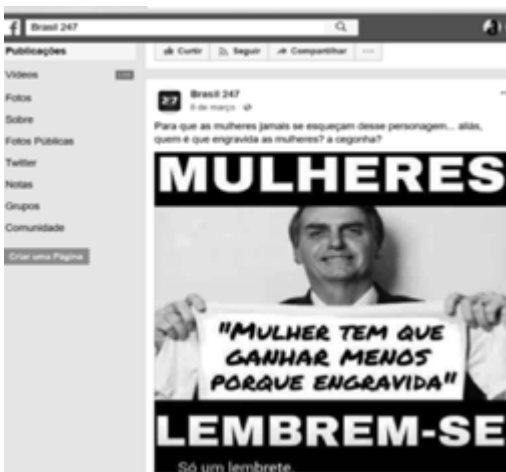 f Brasil 247
Publicações
Curtir Seguir Compartilhar ...
Vídeos
Fotos
Sobre
Fotos Públicas
Twitter
Notas
Grupos
Comunidade
Criar uma Página
247 Brasil 247
8 de março ·
Para que as mulheres jamais se esqueçam desse personagem... aliás,
quem é que engravida as mulheres? a cegonha?
MULHERES
"MULHER TEM QUE
GANHAR MENOS
PORQUE ENGRAVIDA"
LEMBREM-SE
Só um lembrete.